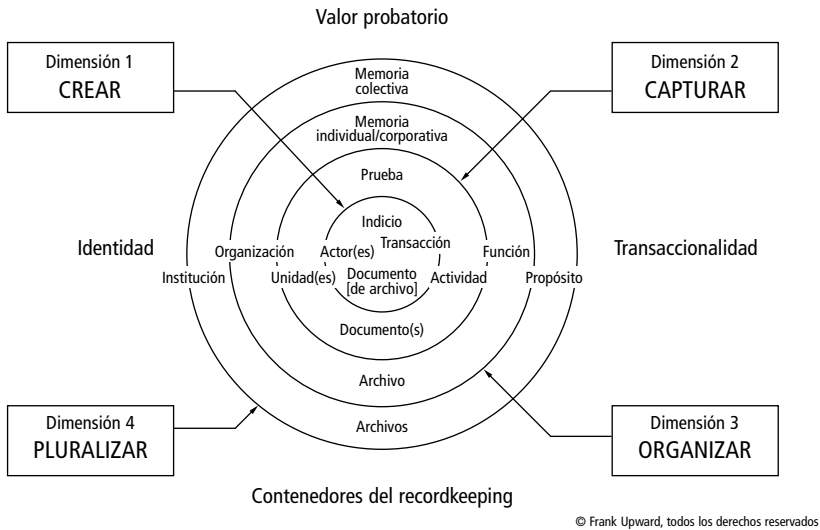 Valor probatorio
Dimensión 1
CREAR
Dimensión 2
CAPTURAR
Memoria
colectiva
Memoria
individual/corporativa
Prueba
Indicio
Identidad
Organización
Actor(es)
Transacción
Función
Transaccionalidad
Institución
Unidad(es)
Documento
[de archivo]
Actividad
Propósito
Documento(s)
Archivo
Archivos
Dimensión 4
PLURALIZAR
Dimensión 3
ORGANIZAR
Contenedores del recordkeeping
© Frank Upward, todos los derechos reservados